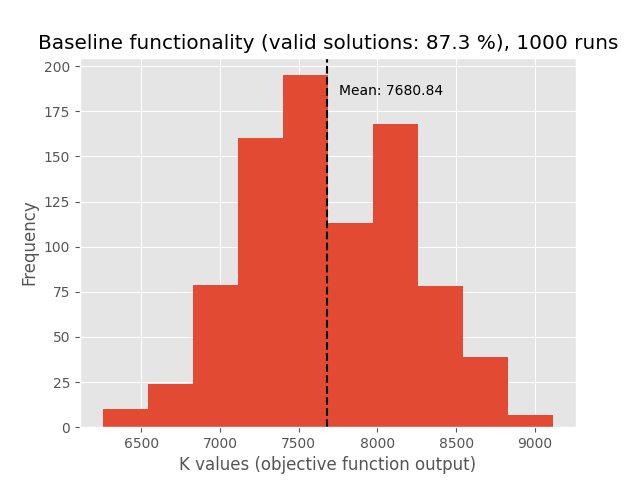 Baseline functionality (valid solutions: 87.3 %), 1000 runs
200
175
150
125
100
75
50
25
0
Frequency
Mean: 7680.84
6500 7000 7500 8000 8500 9000
K values (objective function output)